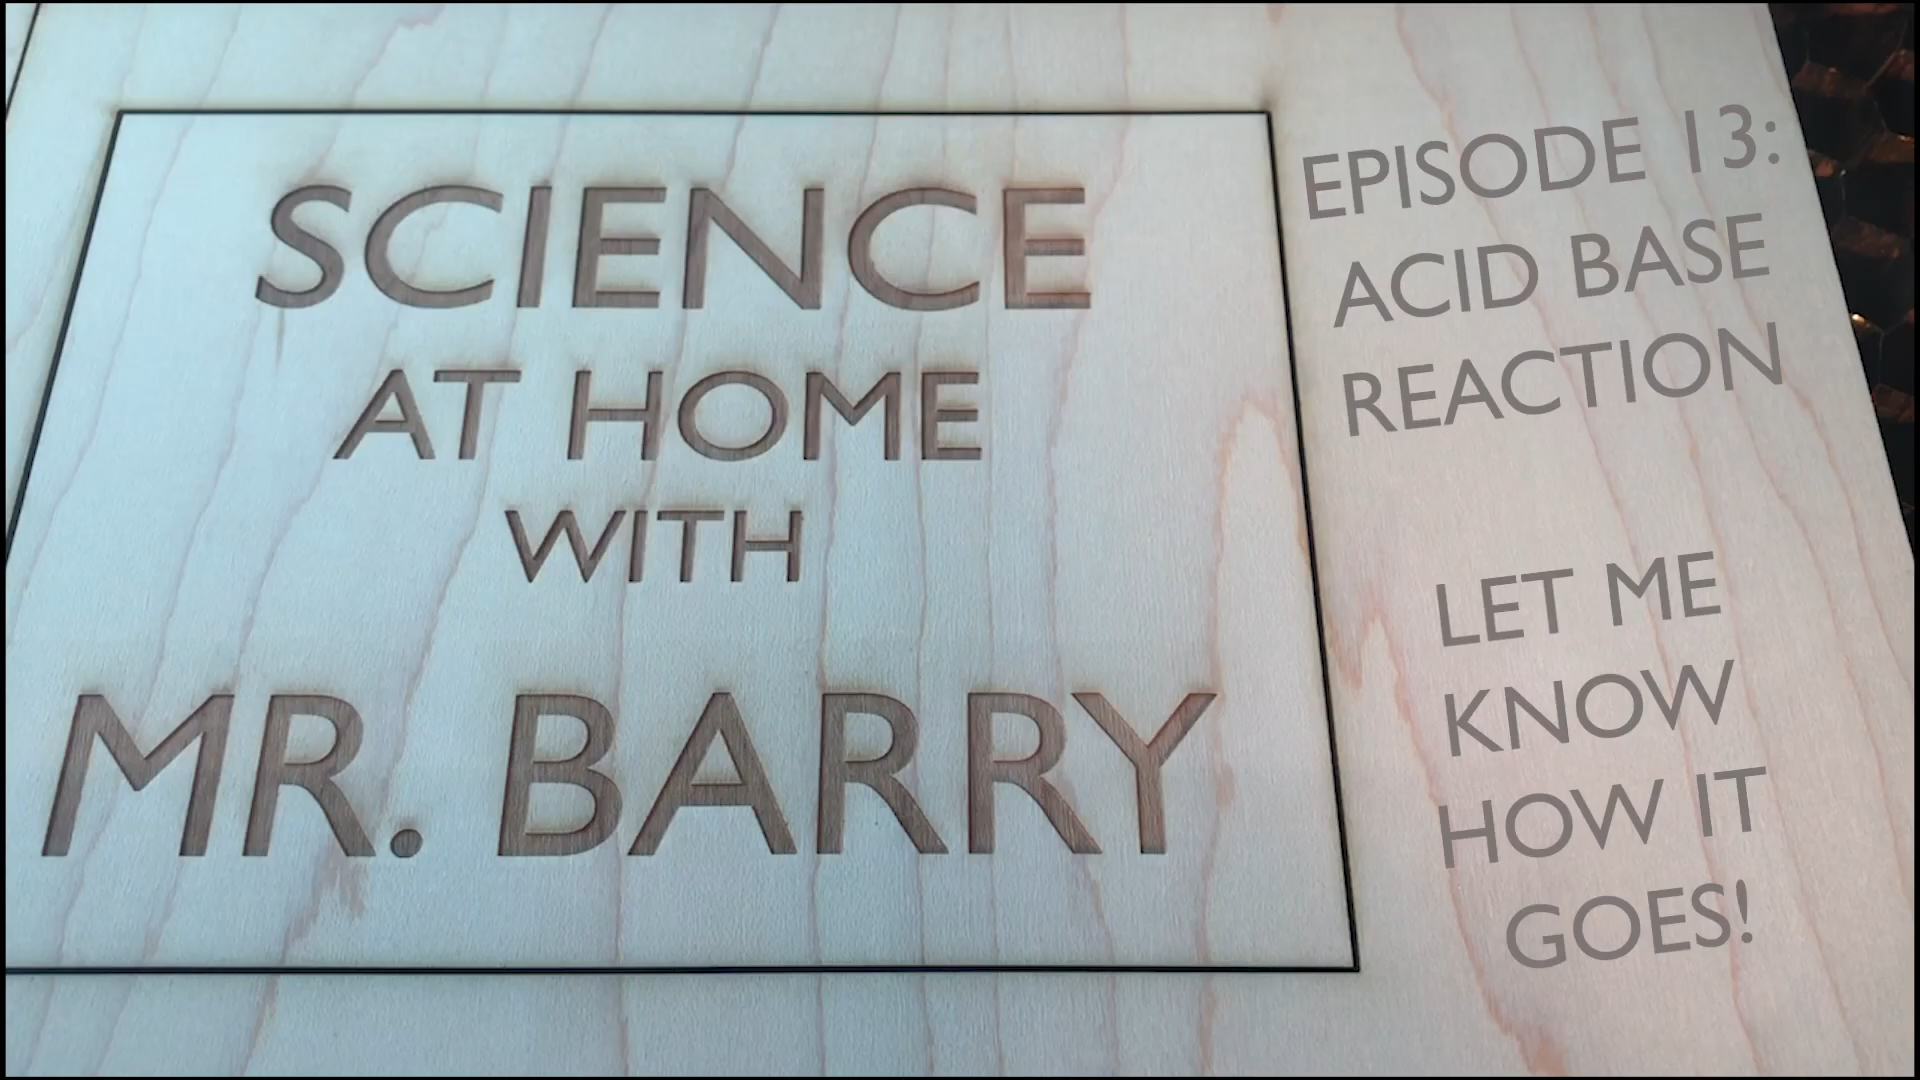 SCIENCE
AT HOME
WITH
MR. BARRY
EPISODE 13:
ACID BASE
REACTION
LET ME
KNOW
HOW IT
GOES!